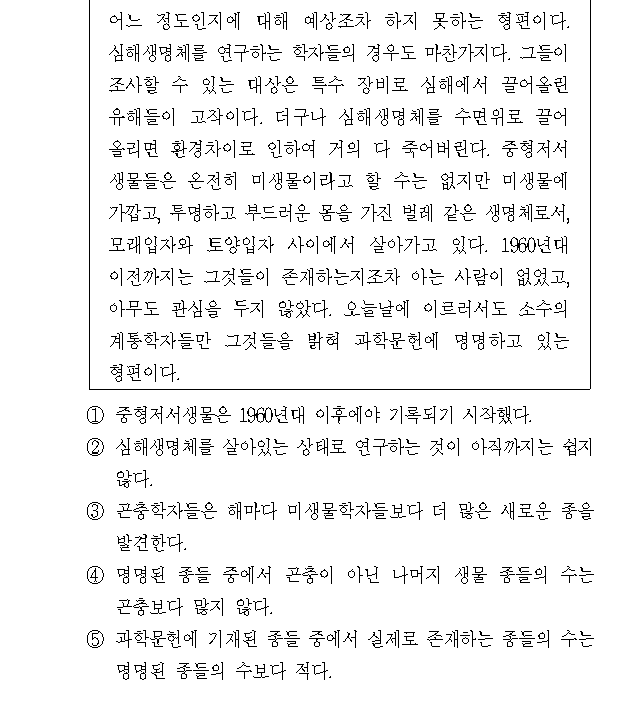 어느 정도인지에 대해 예상조차 하지 못하는 형편이다.
심해생명체를 연구하는 학자들의 경우도 마찬가지다. 그들이
조사할 수 있는 대상은 특수 장비로 심해에서 끌어올린
유해들이 고작이다. 더구나 심해생명체를 수면위로 끌어
올리면 환경차이로 인하여 거의 다 죽어버린다. 중형저서
생물들은 온전히 미생물이라고 할 수는 없지만 미생물에
가깝고, 투명하고 부드러운 몸을 가진 벌레 같은 생명체로서,
모래입자와 토양입자 사이에서 살아가고 있다. 1960년대
이전까지는 그것들이 존재하는지조차 아는 사람이 없었고,
아무도 관심을 두지 않았다. 오늘날에 이르러서도 소수의
계통학자들만 그것들을 밝혀 과학문헌에 명명하고 있는
형편이다.
① 중형저서생물은 1960년대 이후에야 기록되기 시작했다.
② 심해생명체를 살아있는 상태로 연구하는 것이 아직까지는 쉽지
않다.
③ 곤충학자들은 해마다 미생물학자들보다 더 많은 새로운 종을
발견한다.
④ 명명된 종들 중에서 곤충이 아닌 나머지 생물 종들의 수는
곤충보다 많지 않다.
⑤ 과학문헌에 기재된 종들 중에서 실제로 존재하는 종들의 수는
명명된 종들의 수보다 적다.